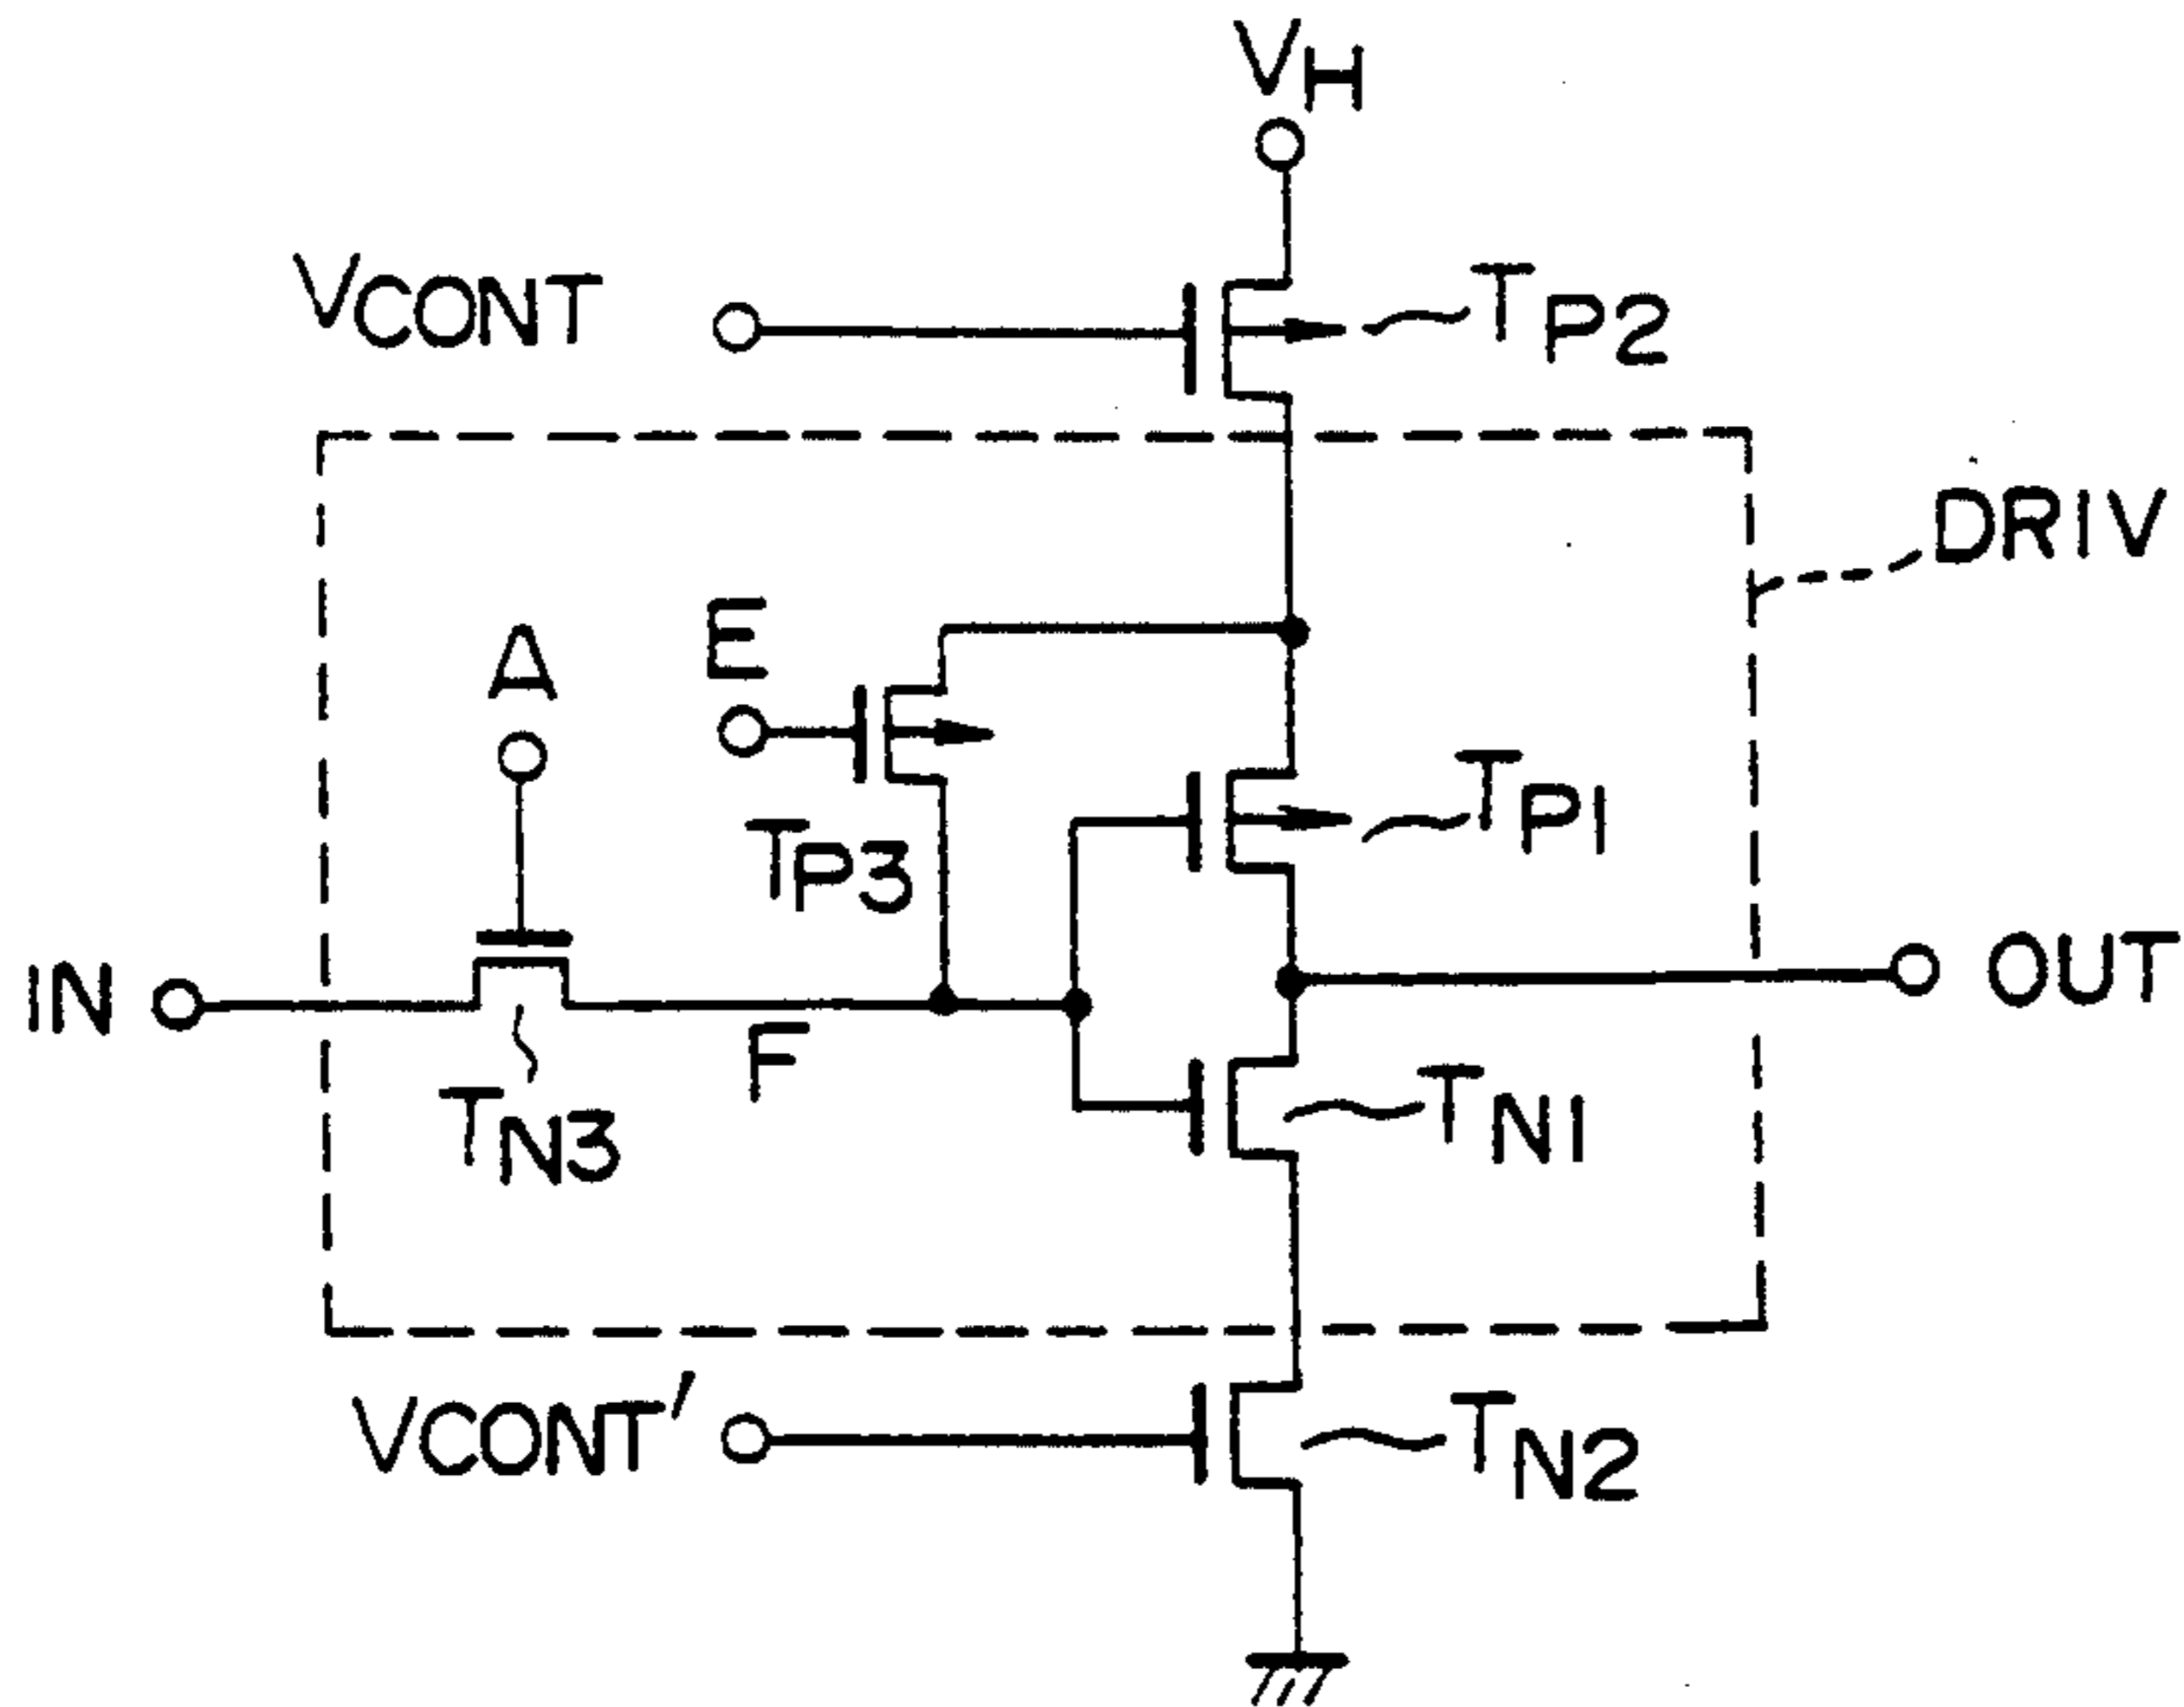 VH
VCONT
TP2
DRIV
E
A
TP1
TP3
IN
OUT
F
TN1
TN3
VCONT'
TN2